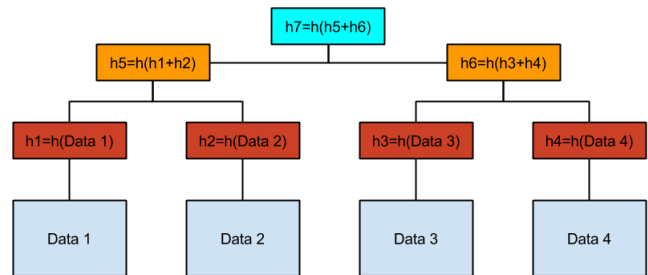 h7=h(h5+h6)
h5=h(h1+h2)
h6=h(h3+h4)
h1=h(Data 1)
h2=h(Data 2)
h3=h(Data 3)
h4=h(Data 4)
Data 1
Data 2
Data 3
Data 4